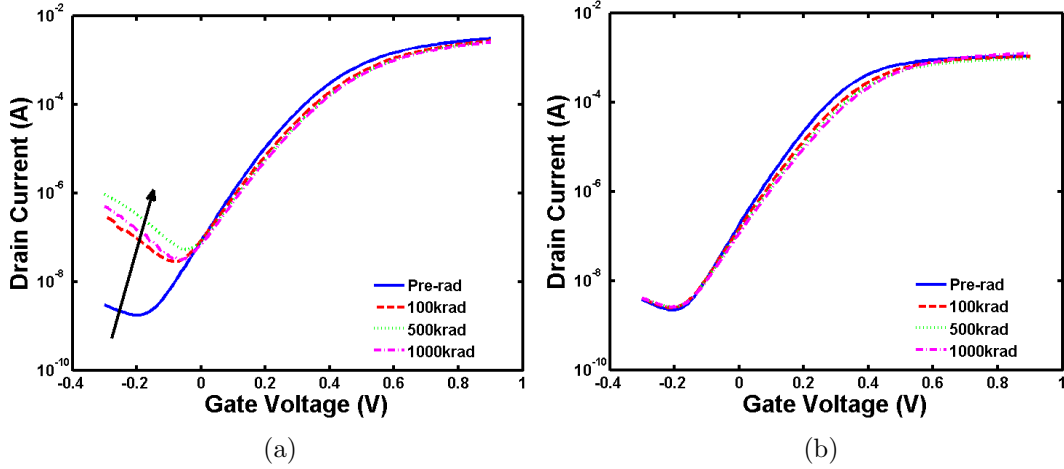 10^-2
10^-4
10^-6
10^-8
10^-10
Drain Current (A)
-0.4 -0.2 0 0.2 0.4 0.6 0.8 1
Gate Voltage (V)
Pre-rad
100krad
500krad
1000krad
(a)
10^-2
10^-4
10^-6
10^-8
10^-10
Drain Current (A)
-0.4 -0.2 0 0.2 0.4 0.6 0.8 1
Gate Voltage (V)
Pre-rad
100krad
500krad
1000krad
(b)